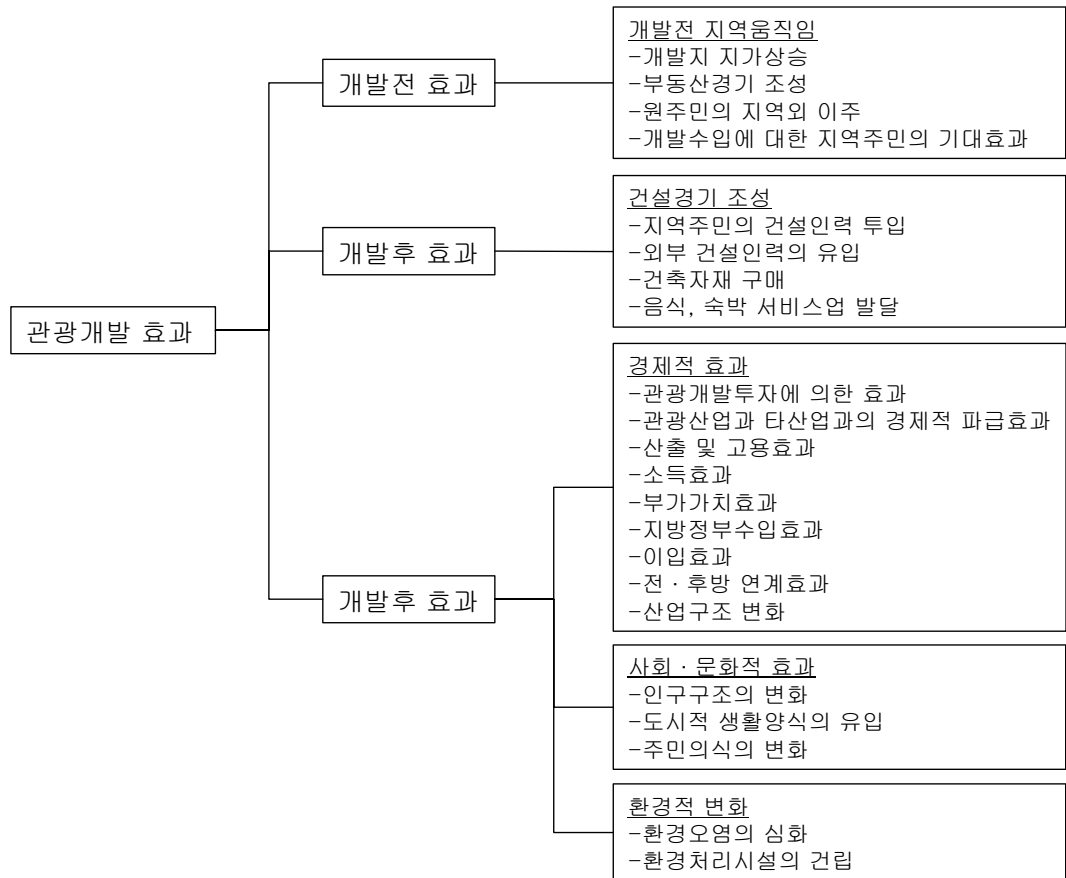 관광개발 효과
개발전 효과
개발전 지역움직임
-개발지 지가상승
-부동산경기 조성
-원주민의 지역외 이주
-개발수입에 대한 지역주민의 기대효과
개발후 효과
건설경기 조성
-지역주민의 건설인력 투입
-외부 건설인력의 유입
-건축자재 구매
-음식, 숙박 서비스업 발달
개발후 효과
경제적 효과
-관광개발투자에 의한 효과
-관광산업과 타산업과의 경제적 파급효과
-산출 및 고용효과
-소득효과
-부가가치효과
-지방정부수입효과
-이입효과
-전 · 후방 연계효과
-산업구조 변화
사회 · 문화적 효과
-인구구조의 변화
-도시적 생활양식의 유입
-주민의식의 변화
환경적 변화
-환경오염의 심화
-환경처리시설의 건립